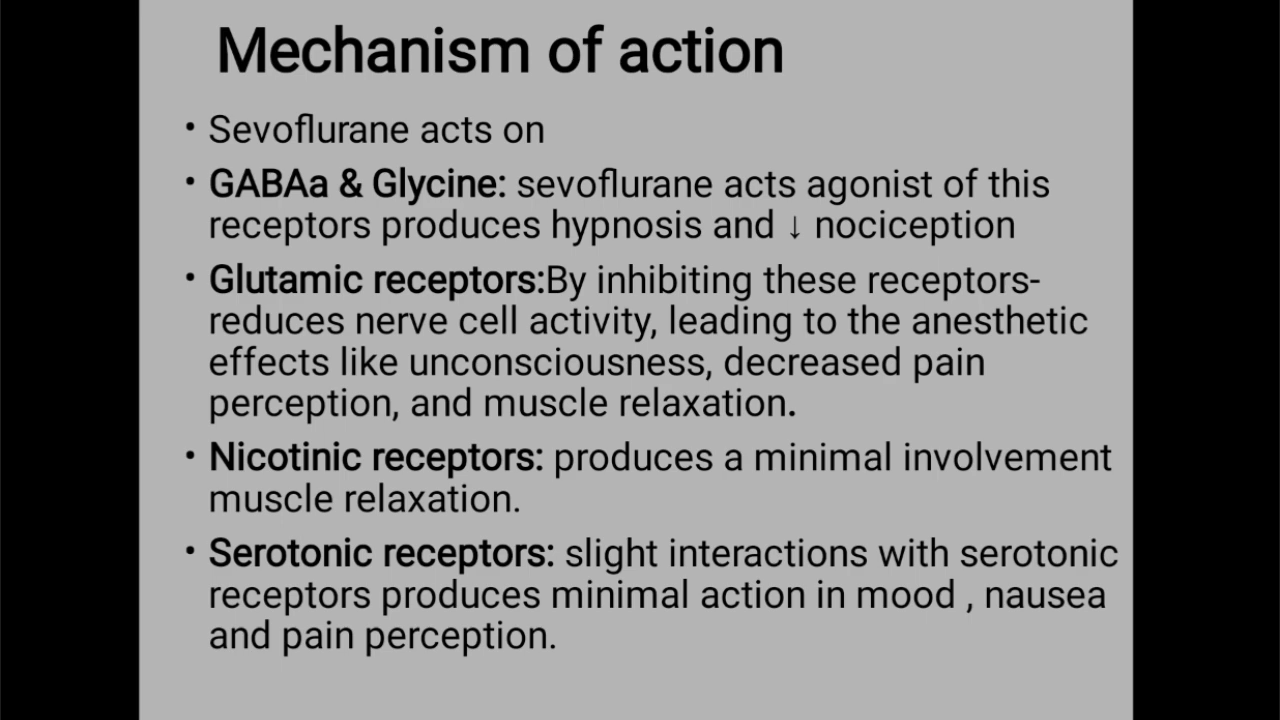 Mechanism of action
• Sevoflurane acts on
• GABAa & Glycine: sevoflurane acts agonist of this
receptors produces hypnosis and ↓ nociception
• Glutamic receptors:By inhibiting these receptors-
reduces nerve cell activity, leading to the anesthetic
effects like unconsciousness, decreased pain
perception, and muscle relaxation.
• Nicotinic receptors: produces a minimal involvement
muscle relaxation.
• Serotonic receptors: slight interactions with serotonic
receptors produces minimal action in mood , nausea
and pain perception.